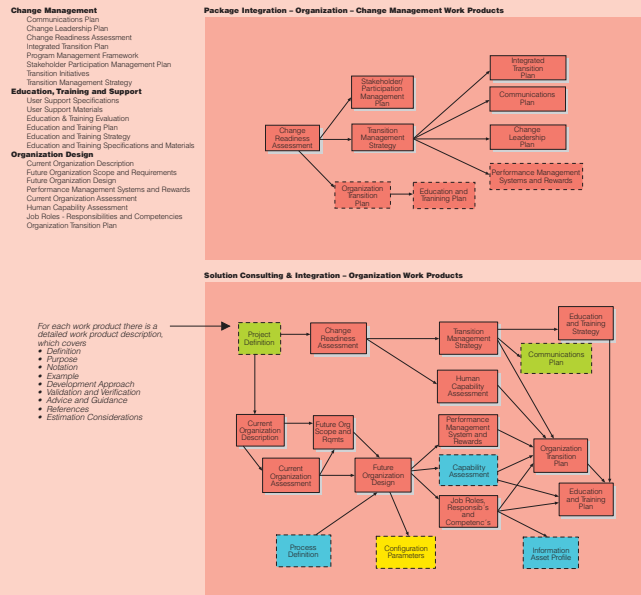 Change Management
Communications Plan
Change Leadership Plan
Change Readiness Assessment
Integrated Transition Plan
Program Management Framework
Stakeholder Participation Management Plan
Transition Initiatives
Transition Management Strategy
Education, Training and Support
User Support Specifications
User Support Materials
Education & Training Evaluation
Education and Training Plan
Education and Training Strategy
Education and Training Specifications and Materials
Organization Design
Current Organization Description
Future Organization Scope and Requirements
Future Organization Design
Performance Management Systems and Rewards
Current Organization Assessment
Human Capability Assessment
Job Roles - Responsibilities and Competencies
Organization Transition Plan
Package Integration – Organization – Change Management Work Products
Change
Readiness
Assessment
Stakeholder/
Participation
Management
Plan
Transition
Management
Strategy
Organization
Transition
Plan
Education and
Tranining Plan
Integrated
Transition
Plan
Communications
Plan
Change
Leadership
Plan
Performance Management
Systems and Rewards
Solution Consulting & Integration – Organization Work Products
For each work product there is a
detailed work product description,
which covers
• Definition
• Purpose
• Notation
• Example
• Development Approach
• Validation and Verification
• Advice and Guidance
• References
• Estimation Considerations
Project
Definition
Change
Readiness
Assessment
Transition
Management
Strategy
Education
and Training
Strategy
Communications
Plan
Human
Capability
Assessment
Current
Organization
Description
Future Org
Scope and
Rqmts
Performance
Management
System and
Rewards
Current
Organization
Assessment
Future
Organization
Design
Capability
Assessment
Organization
Transition
Plan
Job Roles,
Responsib´s
and
Competenc´s
Education
and Training
Plan
Process
Definition
Configuration
Parameters
Information
Asset Profile